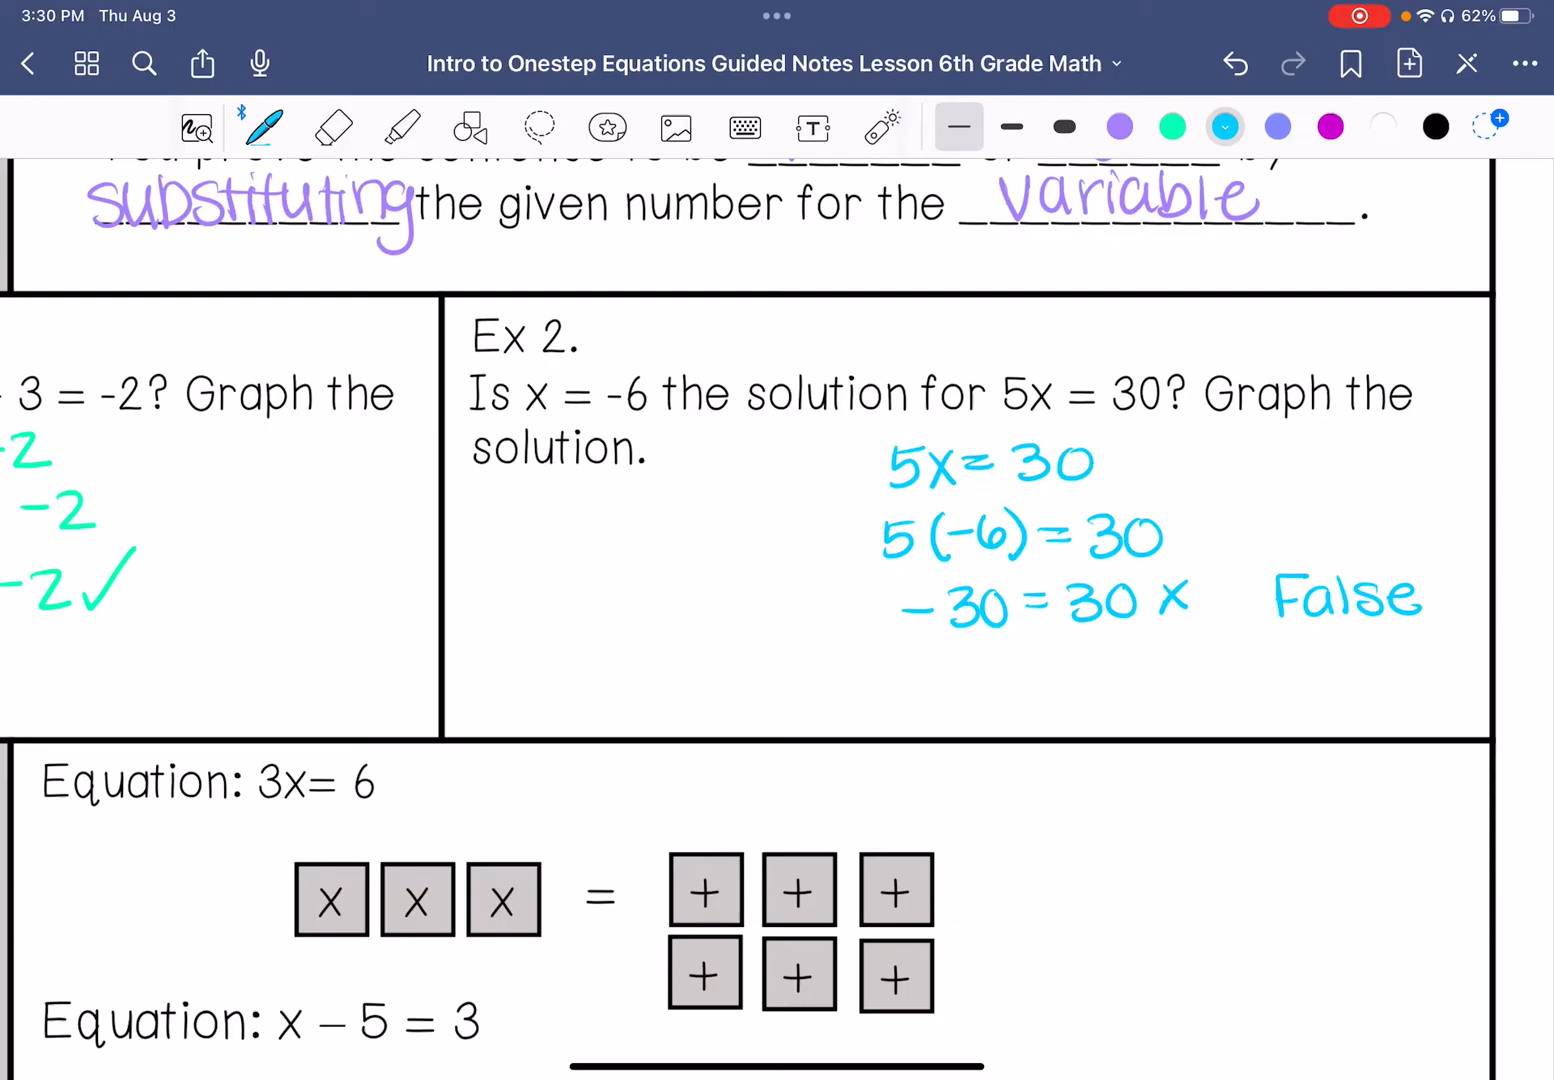 3:30 PM Thu Aug 3
62%
Intro to Onestep Equations Guided Notes Lesson 6th Grade Math
substituting the given number for the variable.
3 = -2? Graph the
-2
-2
-2 ✓
Ex 2.
Is x = -6 the solution for 5x = 30? Graph the
solution.
5x = 30
5(-6) = 30
-30 = 30 x False
Equation: 3x= 6
x x x = + + +
+ + +
Equation: x – 5 = 3